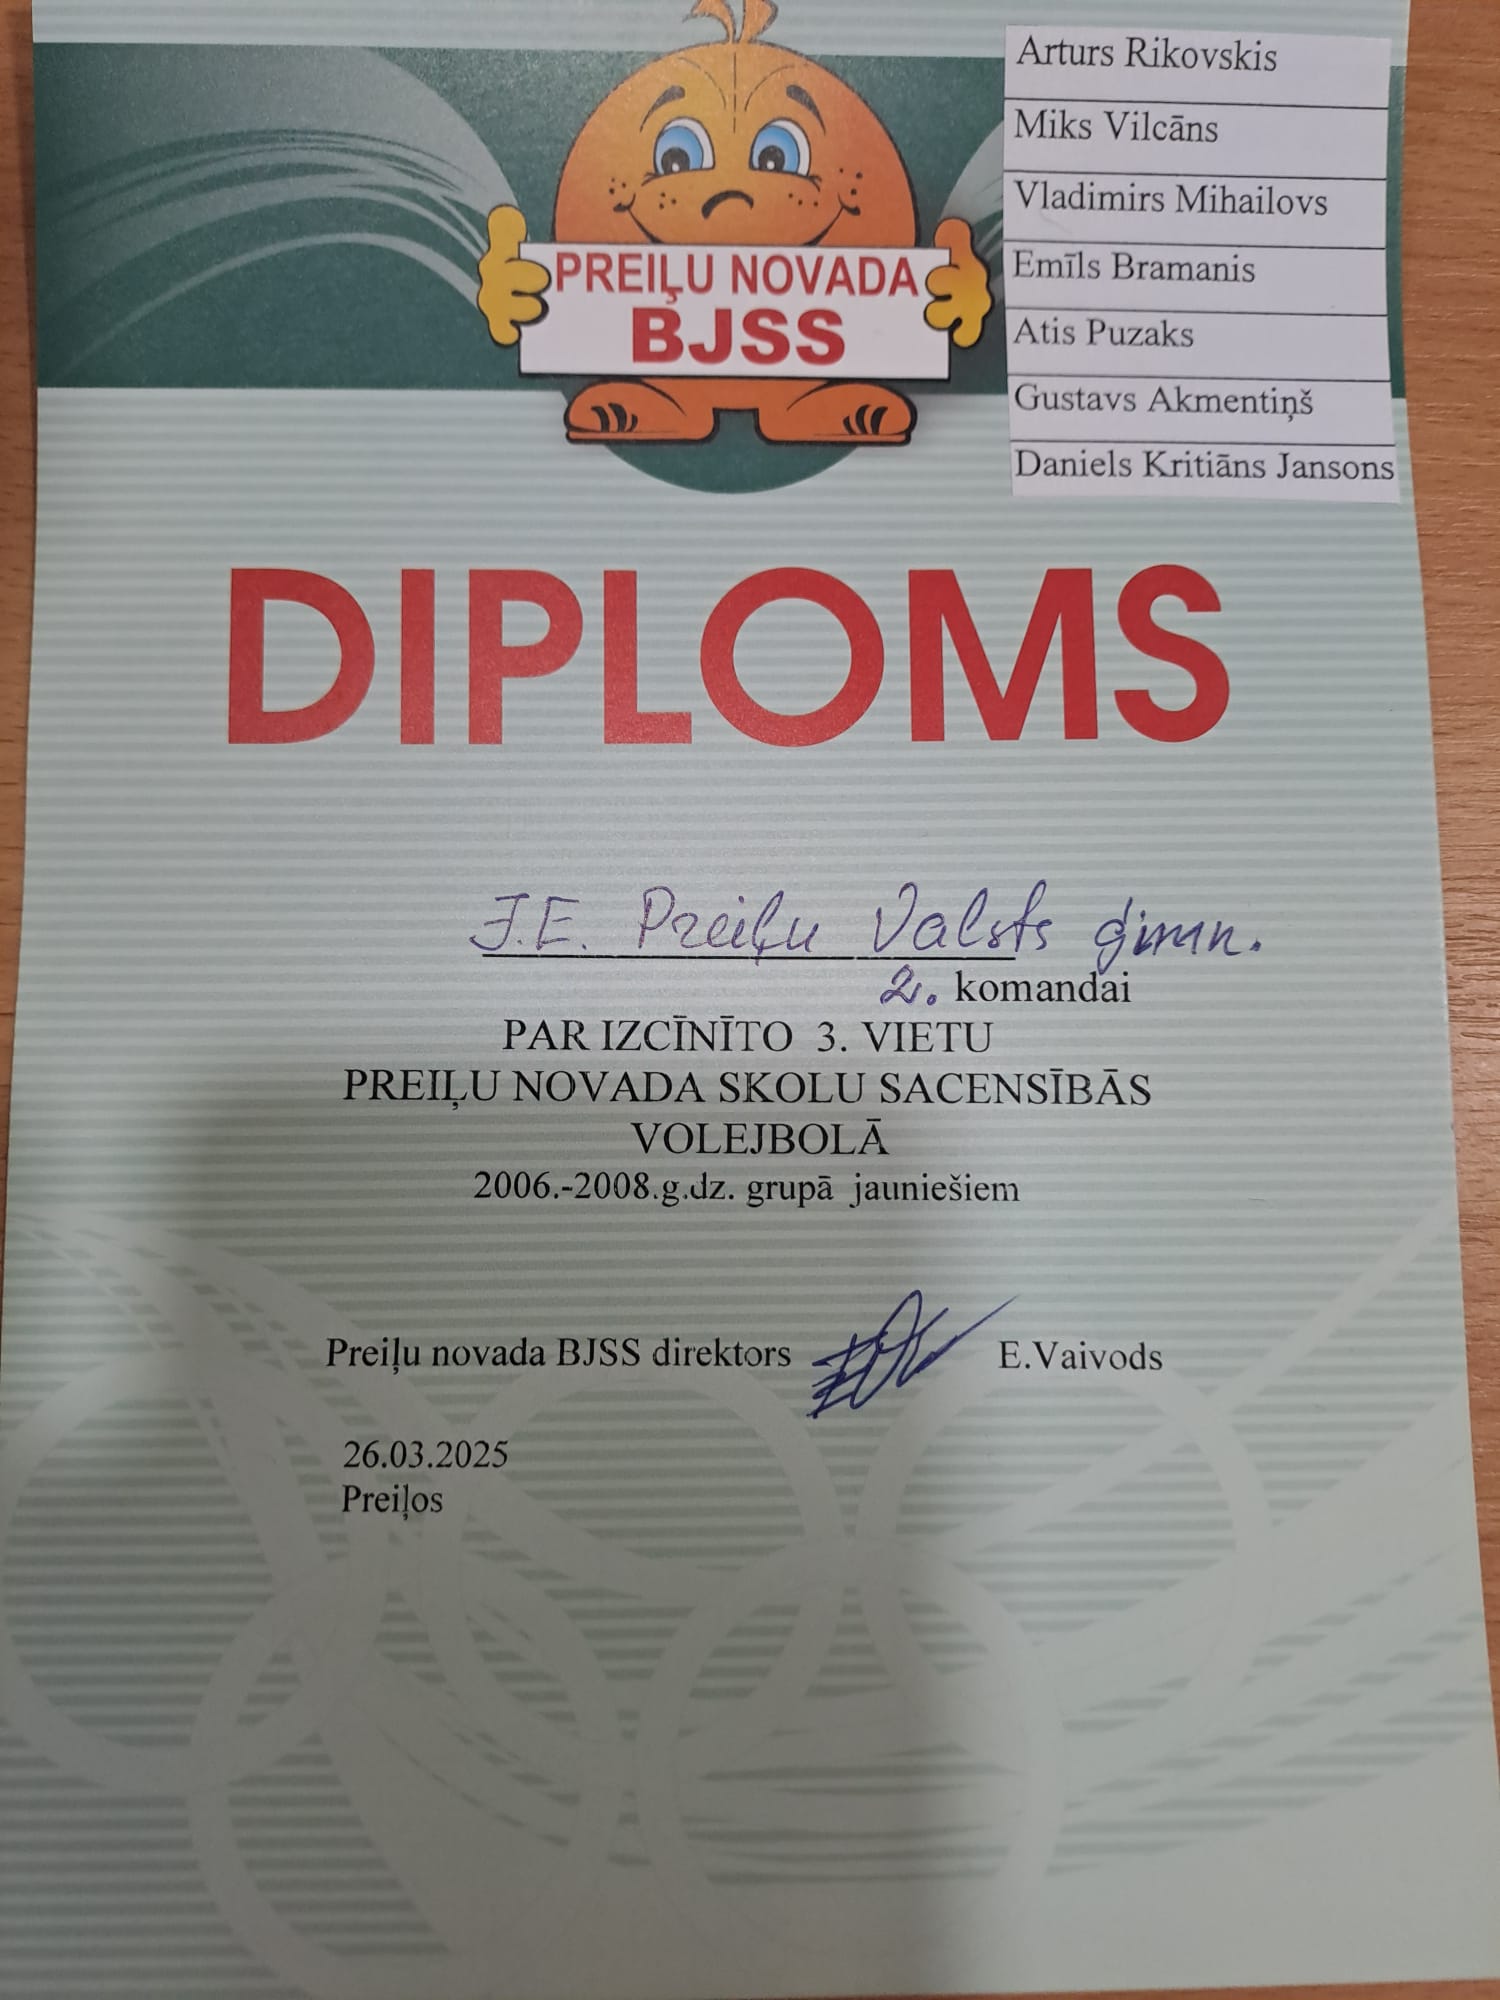 Arturs Rikovskis
Miks Vilcāns
Vladimirs Mihailovs
Emīls Bramanis
Atis Puzaks
Gustavs Akmentiņš
Daniels Kritiāns Jansons
PREIĻU NOVADA
BJSS
DIPLOMS
J.E. Preiļu Valsts ģimn.
2. komandai
PAR IZCĪNĪTO 3. VIETU
PREIĻU NOVADA SKOLU SACENSĪBĀS
VOLEJBOLĀ
2006.-2008.g.dz. grupā jauniešiem
Preiļu novada BJSS direktors E.Vaivods
26.03.2025
Preiļos